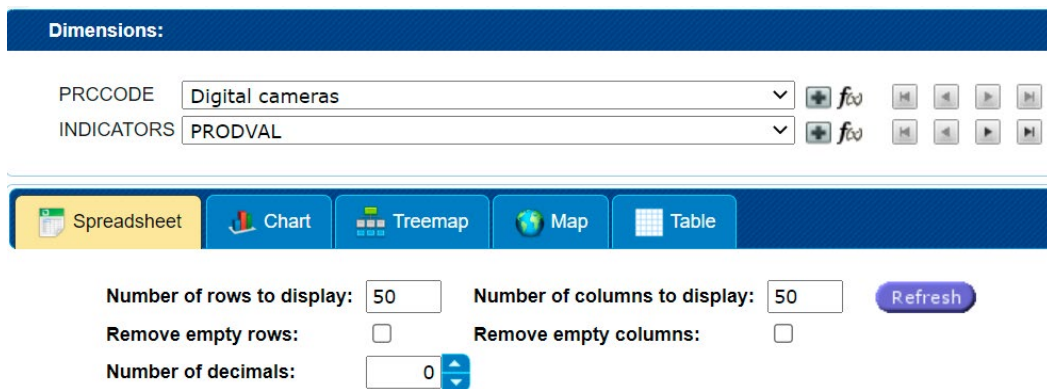 Dimensions:
PRCCODE Digital cameras f(x)
INDICATORS PRODVAL f(x)
Spreadsheet Chart Treemap Map Table
Number of rows to display: 50 Number of columns to display: 50 Refresh
Remove empty rows: Remove empty columns:
Number of decimals: 0